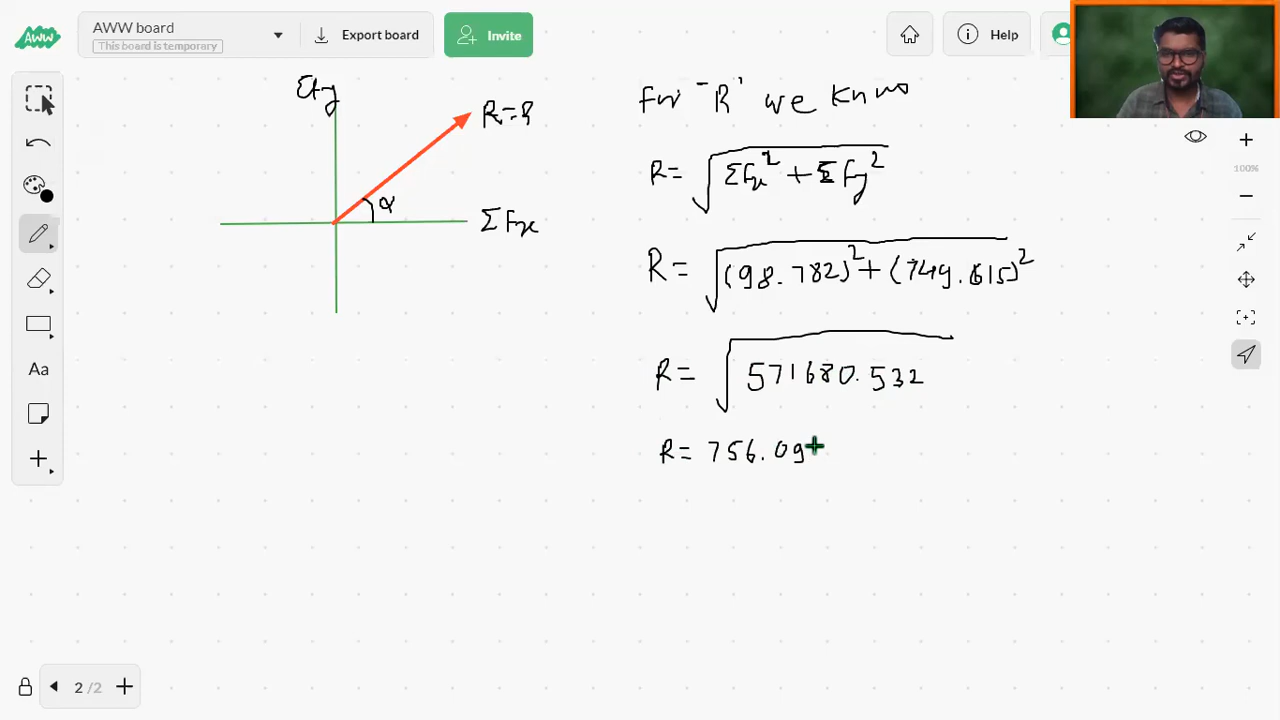 AWW
AWW board
This board is temporary
Export board
Invite
Help
100%
ΣFy
R=?
α
ΣFx
For "R" we know
R = √ΣFx² + ΣFy²
R = √(98.782)² + (749.615)²
R = √571680.532
R = 756.09
Aa
2 / 2